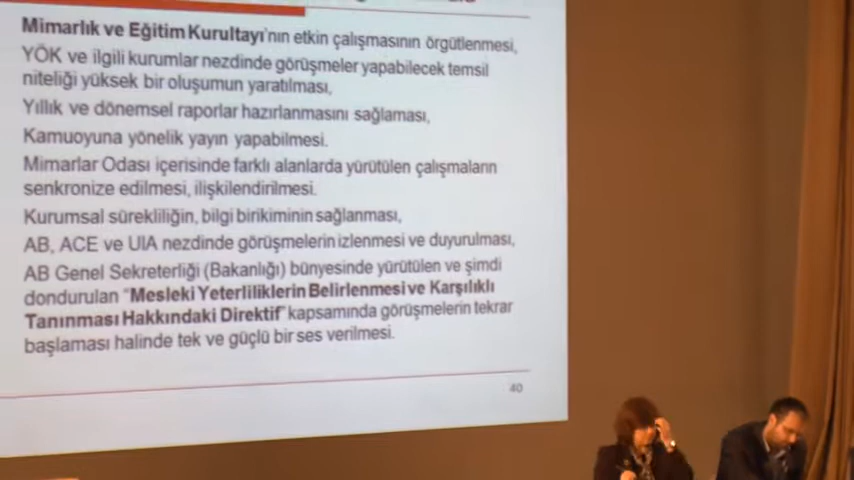 Mimarlık ve Eğitim Kurultayı'nın etkin çalışmasının örgütlenmesi,
YÖK ve ilgili kurumlar nezdinde görüşmeler yapabilecek temsil
niteliği yüksek bir oluşumun yaratılması,
Yıllık ve dönemsel raporlar hazırlanmasını sağlaması,
Kamuoyuna yönelik yayın yapabilmesi.
Mimarlar Odası içerisinde farklı alanlarda yürütülen çalışmaların
senkronize edilmesi, ilişkilendirilmesi.
Kurumsal sürekliliğin, bilgi birikiminin sağlanması,
AB, ACE ve UIA nezdinde görüşmelerin izlenmesi ve duyurulması,
AB Genel Sekreterliği (Bakanlığı) bünyesinde yürütülen ve şimdi
dondurulan "Mesleki Yeterliliklerin Belirlenmesi ve Karşılıklı
Tanınması Hakkındaki Direktif" kapsamında görüşmelerin tekrar
başlaması halinde tek ve güçlü bir ses verilmesi.
40